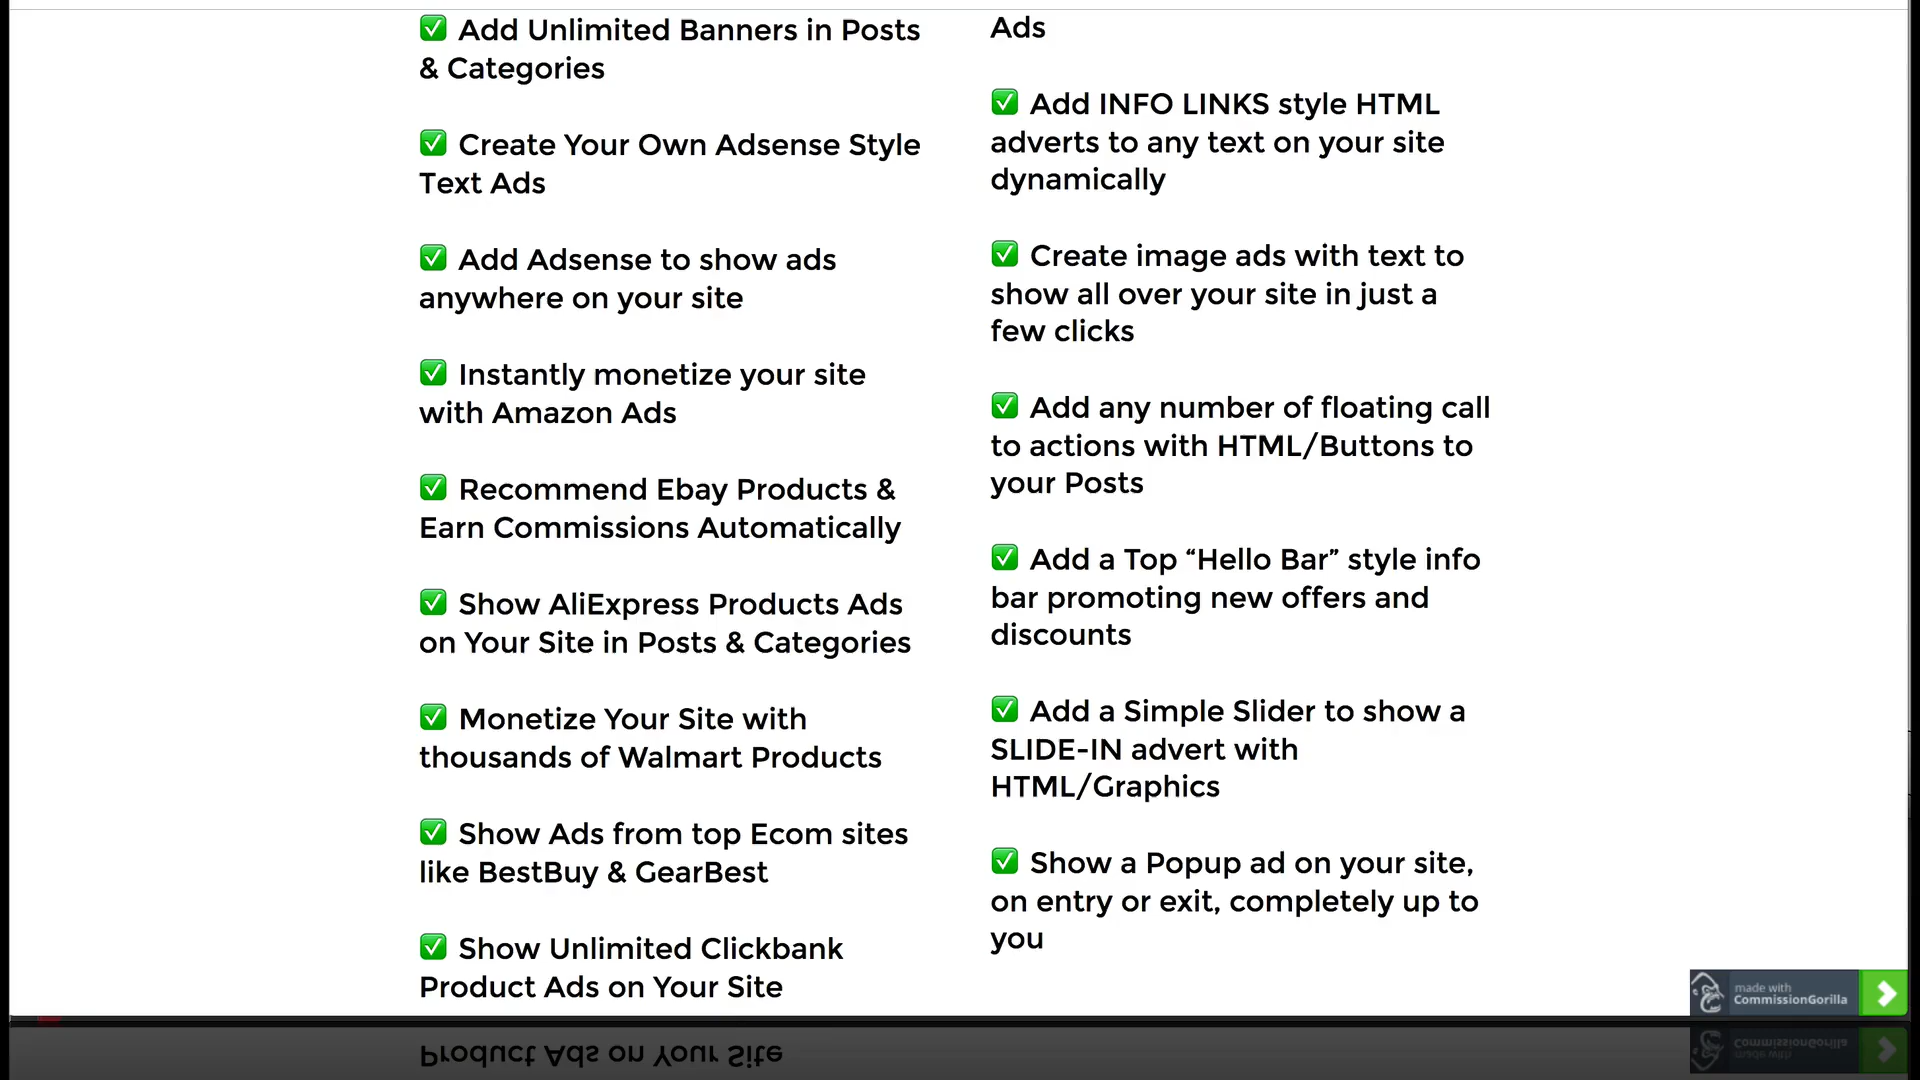 ✅ Add Unlimited Banners in Posts
& Categories
✅ Create Your Own Adsense Style
Text Ads
✅ Add Adsense to show ads
anywhere on your site
✅ Instantly monetize your site
with Amazon Ads
✅ Recommend Ebay Products &
Earn Commissions Automatically
✅ Show AliExpress Products Ads
on Your Site in Posts & Categories
✅ Monetize Your Site with
thousands of Walmart Products
✅ Show Ads from top Ecom sites
like BestBuy & GearBest
✅ Show Unlimited Clickbank
Product Ads on Your Site
Ads
✅ Add INFO LINKS style HTML
adverts to any text on your site
dynamically
✅ Create image ads with text to
show all over your site in just a
few clicks
✅ Add any number of floating call
to actions with HTML/Buttons to
your Posts
✅ Add a Top “Hello Bar” style info
bar promoting new offers and
discounts
✅ Add a Simple Slider to show a
SLIDE-IN advert with
HTML/Graphics
✅ Show a Popup ad on your site,
on entry or exit, completely up to
you
made with
CommissionGorilla
Product Ads on Your Site
CommissionGorilla
made with